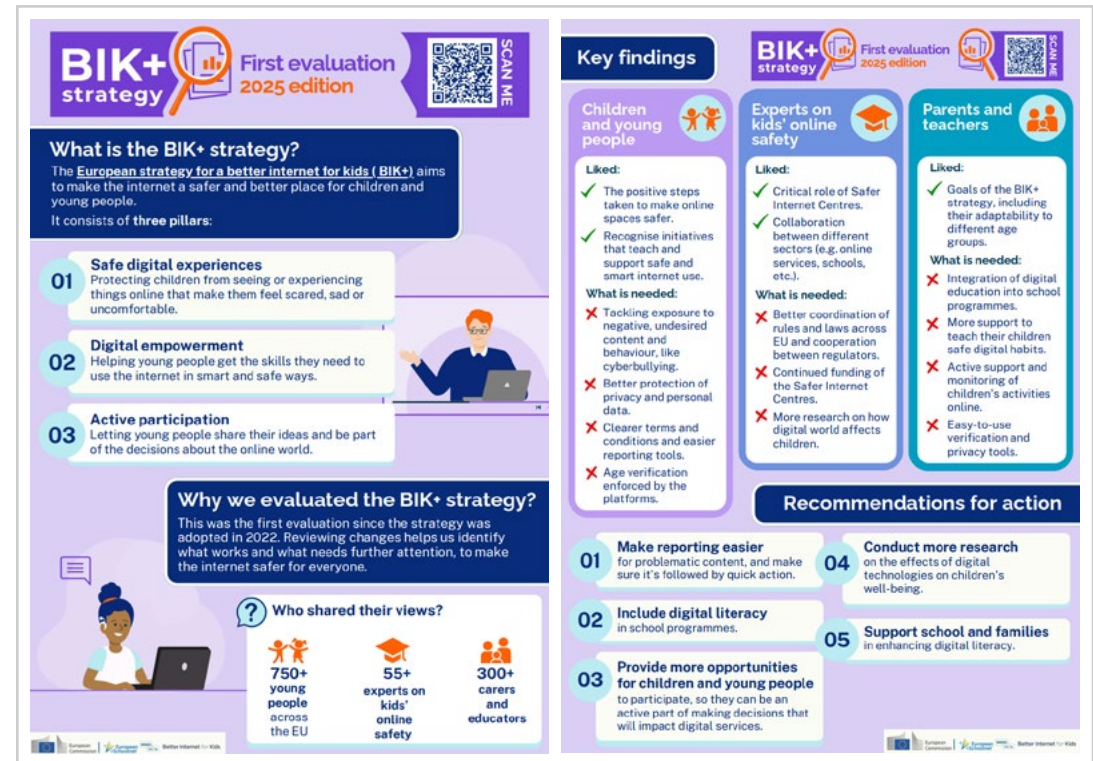 BIK+
strategy
First evaluation
2025 edition
SCAN ME
What is the BIK+ strategy?
The European strategy for a better internet for kids ( BIK+) aims
to make the internet a safer and better place for children and
young people.
It consists of three pillars:
01
Safe digital experiences
Protecting children from seeing or experiencing
things online that make them feel scared, sad or
uncomfortable.
02
Digital empowerment
Helping young people get the skills they need to
use the internet in smart and safe ways.
03
Active participation
Letting young people share their ideas and be part
of the decisions about the online world.
Why we evaluated the BIK+ strategy?
This was the first evaluation since the strategy was
adopted in 2022. Reviewing changes helps us identify
what works and what needs further attention, to make
the internet safer for everyone.
?
Who shared their views?
750+
young
people
across
the EU
55+
experts on
kids'
online
safety
300+
carers
and
educators
European
Commission
European
Schoolnet
Better Internet for Kids
Key findings
BIK+
strategy
First evaluation
2025 edition
SCAN ME
Children
and young
people
Liked:
The positive steps
taken to make online
spaces safer.
Recognise initiatives
that teach and
support safe and
smart internet use.
What is needed:
Tackling exposure to
negative, undesired
content and
behaviour, like
cyberbullying.
Better protection of
privacy and personal
data.
Clearer terms and
conditions and easier
reporting tools.
Age verification
enforced by the
platforms.
Experts on
kids' online
safety
Liked:
Critical role of Safer
Internet Centres.
Collaboration
between different
sectors (e.g. online
services, schools,
etc.).
What is needed:
Better coordination of
rules and laws across
EU and cooperation
between regulators.
Continued funding of
the Safer Internet
Centres.
More research on how
digital world affects
children.
Parents and
teachers
Liked:
Goals of the BIK+
strategy, including
their adaptability to
different age
groups.
What is needed:
Integration of digital
education into school
programmes.
More support to
teach their children
safe digital habits.
Active support and
monitoring of
children's activities
online.
Easy-to-use
verification and
privacy tools.
Recommendations for action
01
Make reporting easier
for problematic content, and make
sure it's followed by quick action.
02
Include digital literacy
in school programmes.
03
Provide more opportunities
for children and young people
to participate, so they can be an
active part of making decisions that
will impact digital services.
04
Conduct more research
on the effects of digital
technologies on children's
well-being.
05
Support school and families
in enhancing digital literacy.
European
Commission
European
Schoolnet
Better Internet for Kids